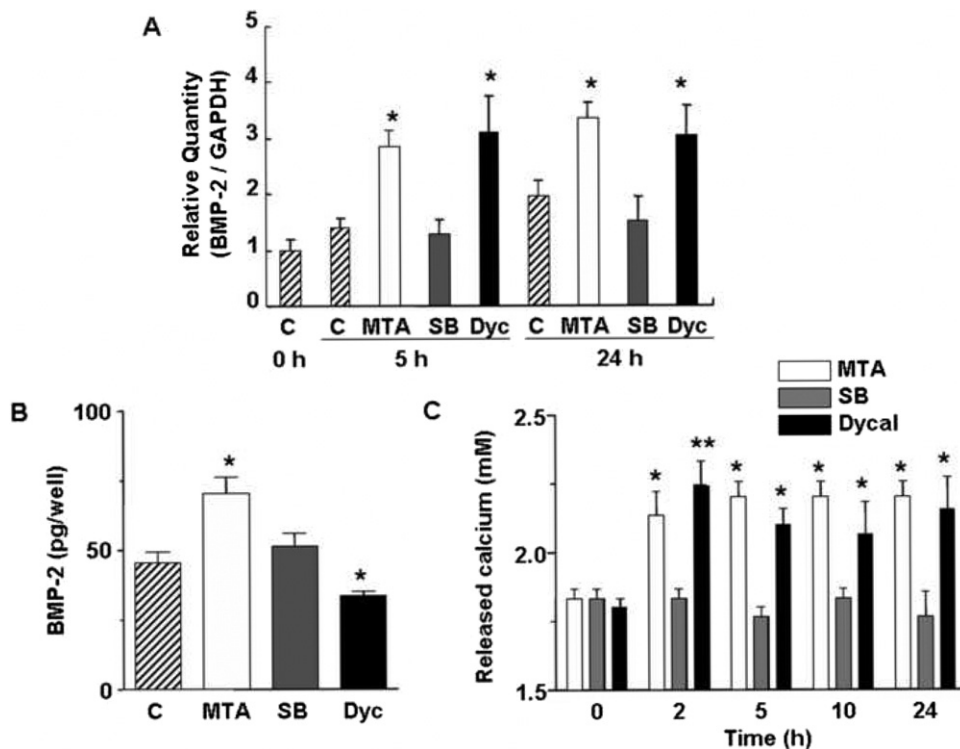 A
Relative Quantity
(BMP-2 / GAPDH)
5
4
3
2
1
0
* * * *
C C MTA SB Dyc C MTA SB Dyc
0 h 5 h 24 h
B
BMP-2 (pg/well)
100
50
0
* *
C MTA SB Dyc
C
MTA
SB
Dycal
Released calcium (mM)
2.5
2.0
1.5
* ** * * * * * *
0 2 5 10 24
Time (h)